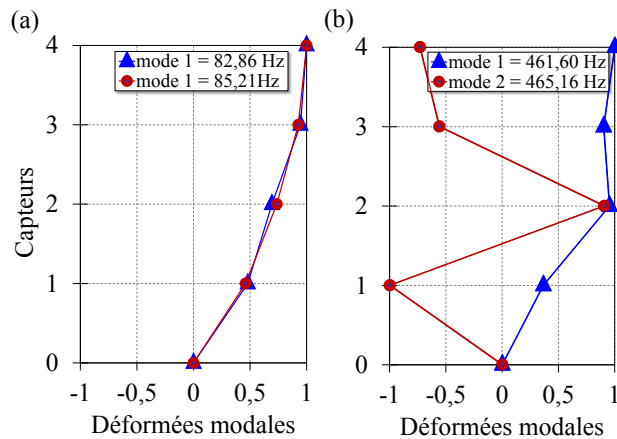 (a)
(b)
4
3
2
1
0
Capteurs
mode 1 = 82,86 Hz
mode 1 = 85,21Hz
-1
-0,5
0
0,5
1
Déformées modales
4
3
2
1
0
mode 1 = 461,60 Hz
mode 2 = 465,16 Hz
-1
-0,5
0
0,5
1
Déformées modales